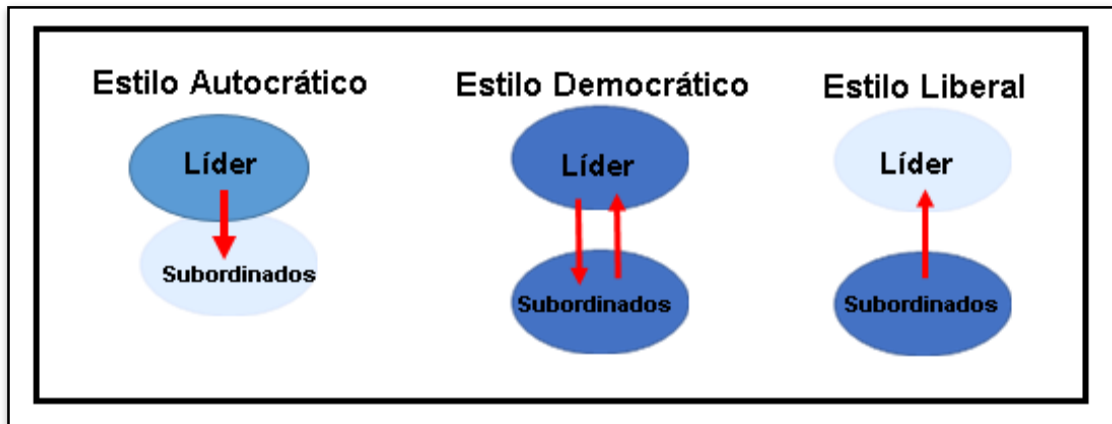 Estilo Autocrático
Líder
Subordinados
Estilo Democrático
Líder
Subordinados
Estilo Liberal
Líder
Subordinados